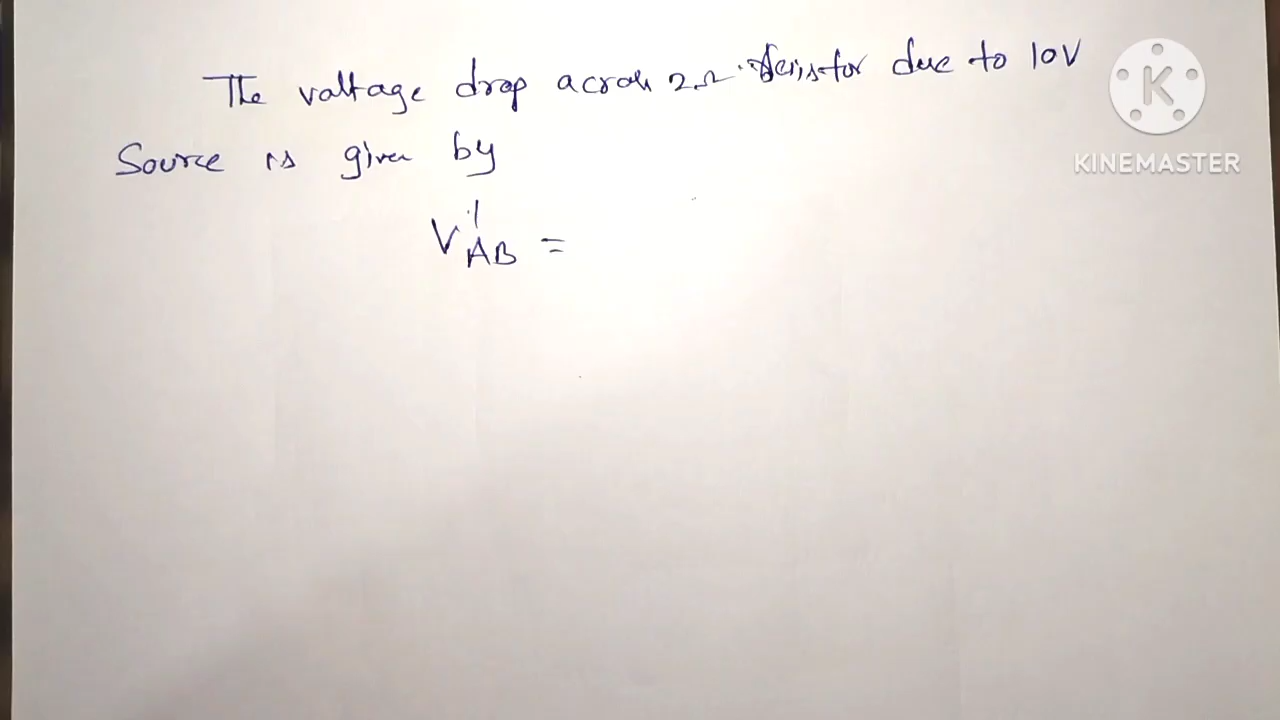 The voltage drop across 2Ω resistor due to 10V
Source is given by
V'AB =
KINEMASTER